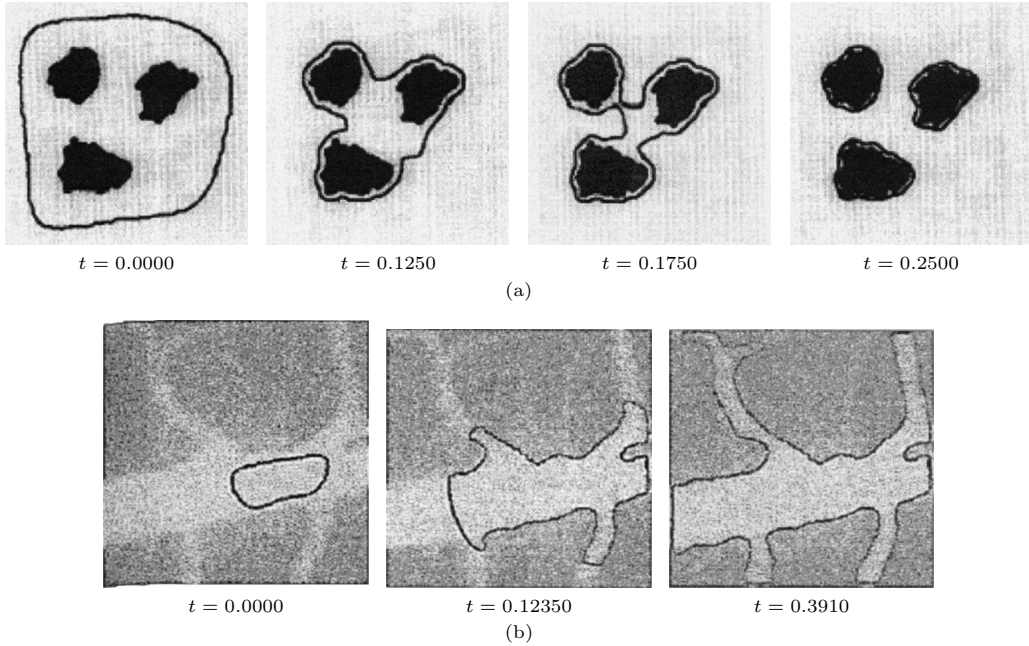 t = 0.0000 t = 0.1250 t = 0.1750 t = 0.2500
(a)
t = 0.0000 t = 0.12350 t = 0.3910
(b)